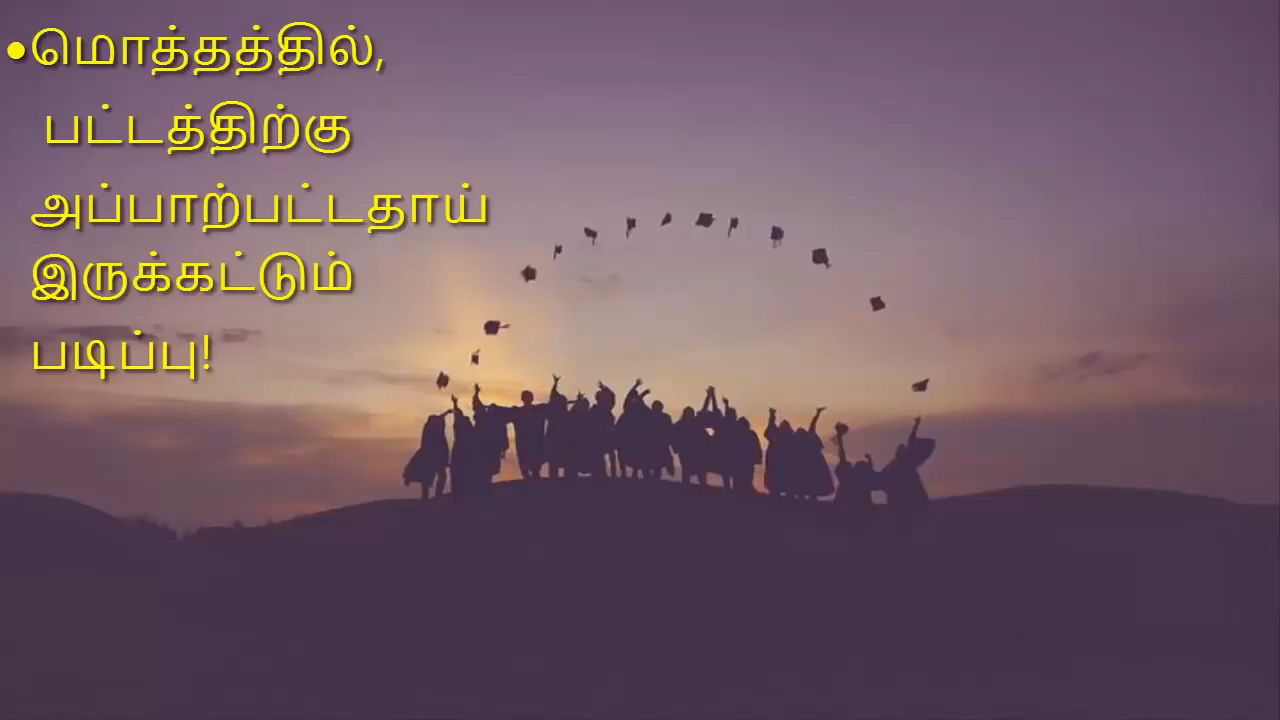 •மொத்தத்தில்,
பட்டத்திற்கு
அப்பாற்பட்டதாய்
இருக்கட்டும்
படிப்பு!